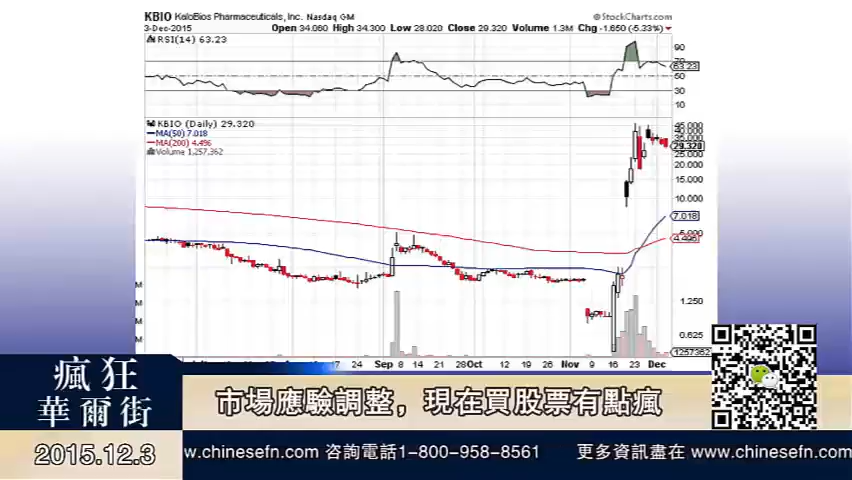 KBIO KaloBios Pharmaceuticals, Inc. Nasdaq GM
© StockCharts.com
3-Dec-2015
Open 34.060 High 34.300 Low 28.020 Close 29.320 Volume 1.3M Chg -1.650 (-5.33%)
RSI(14) 63.23
90
70
63.23
50
30
10
KBIO (Daily) 29.320
MA(50) 7.018
MA(200) 4.496
Volume 1,257,362
45.000
40.000
35.000
29.320
25.000
20.000
15.000
10.000
7.018
5.000
4.496
1.250
0.625
1257362
M
M
M
M
24 Sep 8 14 21 28 Oct 12 19 26 Nov 9 16 23 Dec
瘋狂
華爾街
2015.12.3
市場應驗調整，現在買股票有點瘋
www.chinesefn.com 咨詢電話1-800-958-8561 更多資訊盡在 www.chinesefn.com